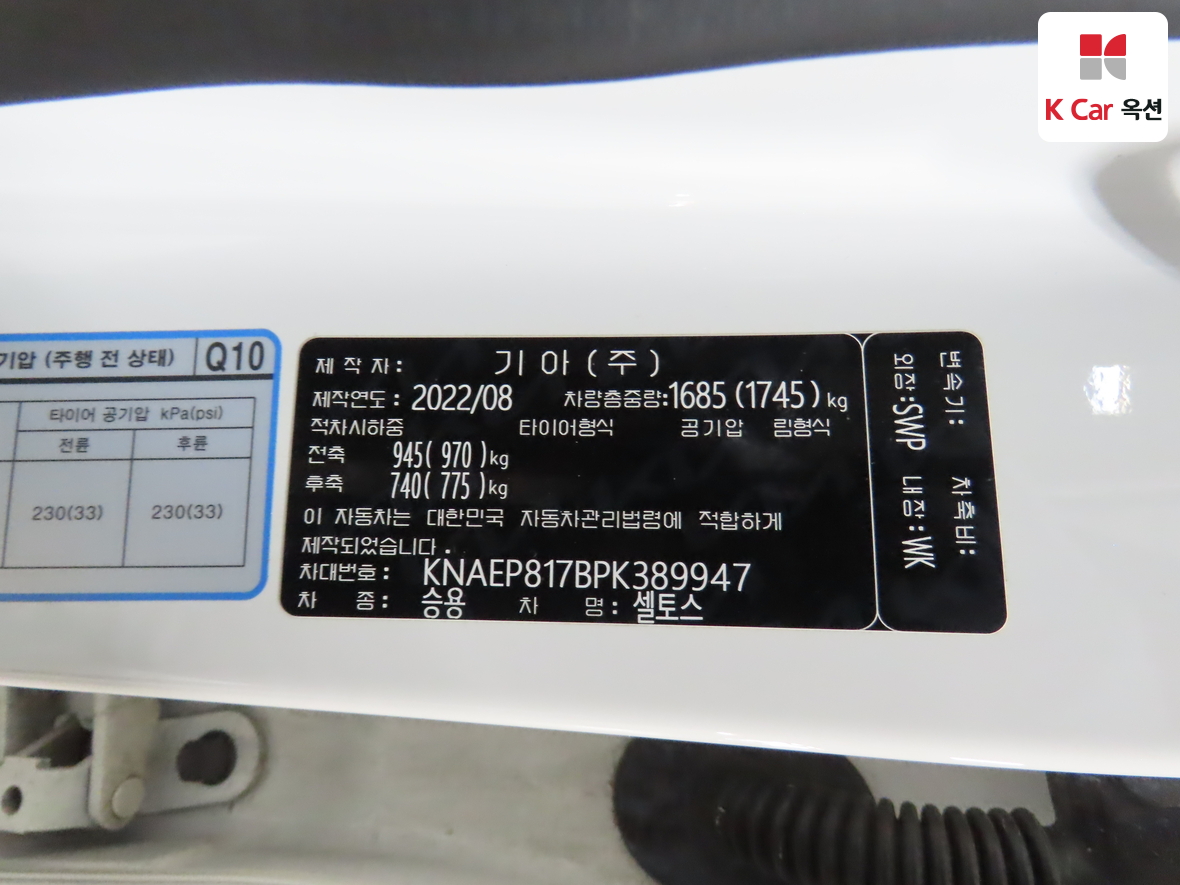 K Car 옥션
기압 (주행 전 상태) Q10
타이어 공기압 kPa(psi)
전륜 후륜
230(33) 230(33)
제 작 자 : 기 아 ( 주 )
제작연도 : 2022/08 차량총중량:1685 (1745 ) kg
적차시하중 타이어형식 공기압 림형식
전축 945( 970 )kg
후축 740( 775 )kg
이 자동차는 대한민국 자동차관리법령에 적합하게
제작되었습니다 .
차대번호 : KNAEP817BPK389947
차 종 : 승용 차 명 : 셀토스
변속기: 차축비:
외장:SWP 내장:WK